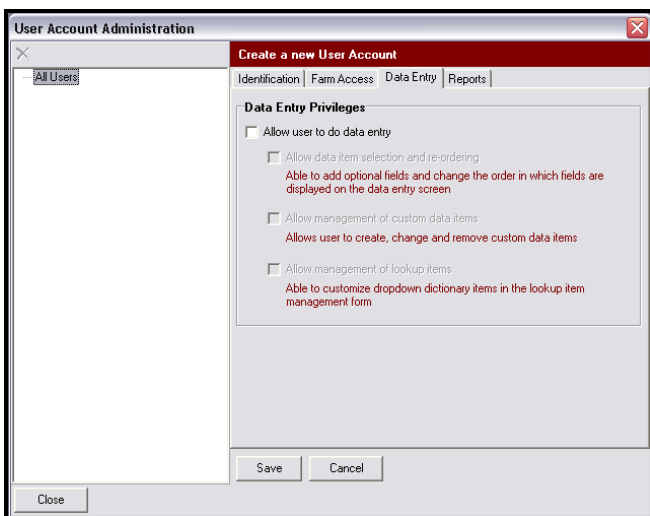 User Account Administration
All Users
Create a new User Account
Identification Farm Access Data Entry Reports
Data Entry Privileges
Allow user to do data entry
Allow data item selection and re-ordering
Able to add optional fields and change the order in which fields are
displayed on the data entry screen
Allow management of custom data items
Allows user to create, change and remove custom data items
Allow management of lookup items
Able to customize dropdown dictionary items in the lookup item
management form
Save Cancel
Close